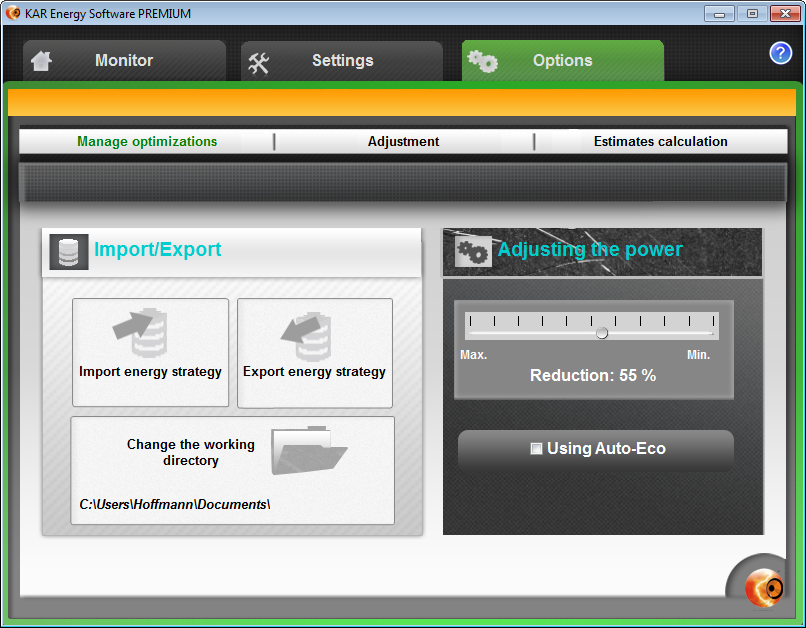 KAR Energy Software PREMIUM
Monitor
Settings
Options
?
Manage optimizations
Adjustment
Estimates calculation
Import/Export
Adjusting the power
Import energy strategy
Export energy strategy
Max.
Min.
Reduction: 55 %
Change the working
directory
Using Auto-Eco
C:\Users\Hoffmann\Documents\